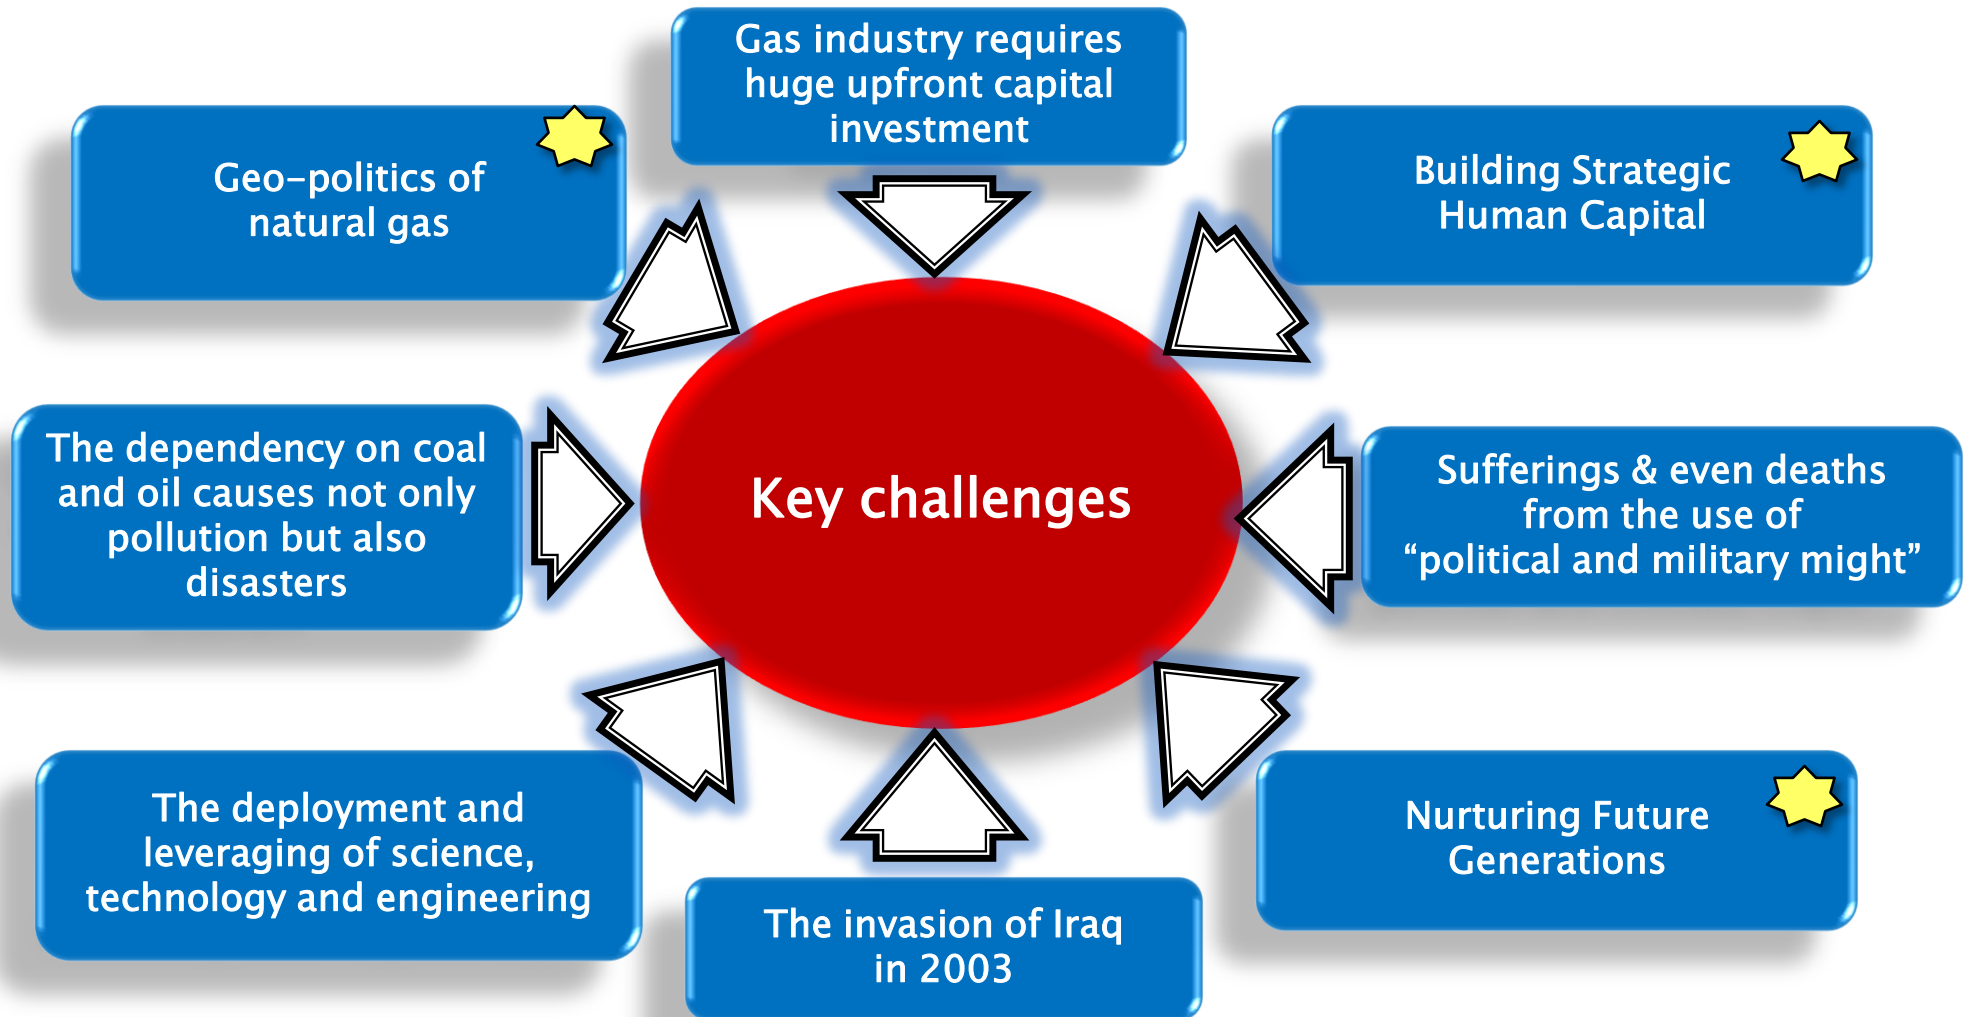 Gas industry requires
huge upfront capital
investment
Geo-politics of
natural gas
Building Strategic
Human Capital
The dependency on coal
and oil causes not only
pollution but also
disasters
Key challenges
Sufferings & even deaths
from the use of
“political and military might”
The deployment and
leveraging of science,
technology and engineering
Nurturing Future
Generations
The invasion of Iraq
in 2003